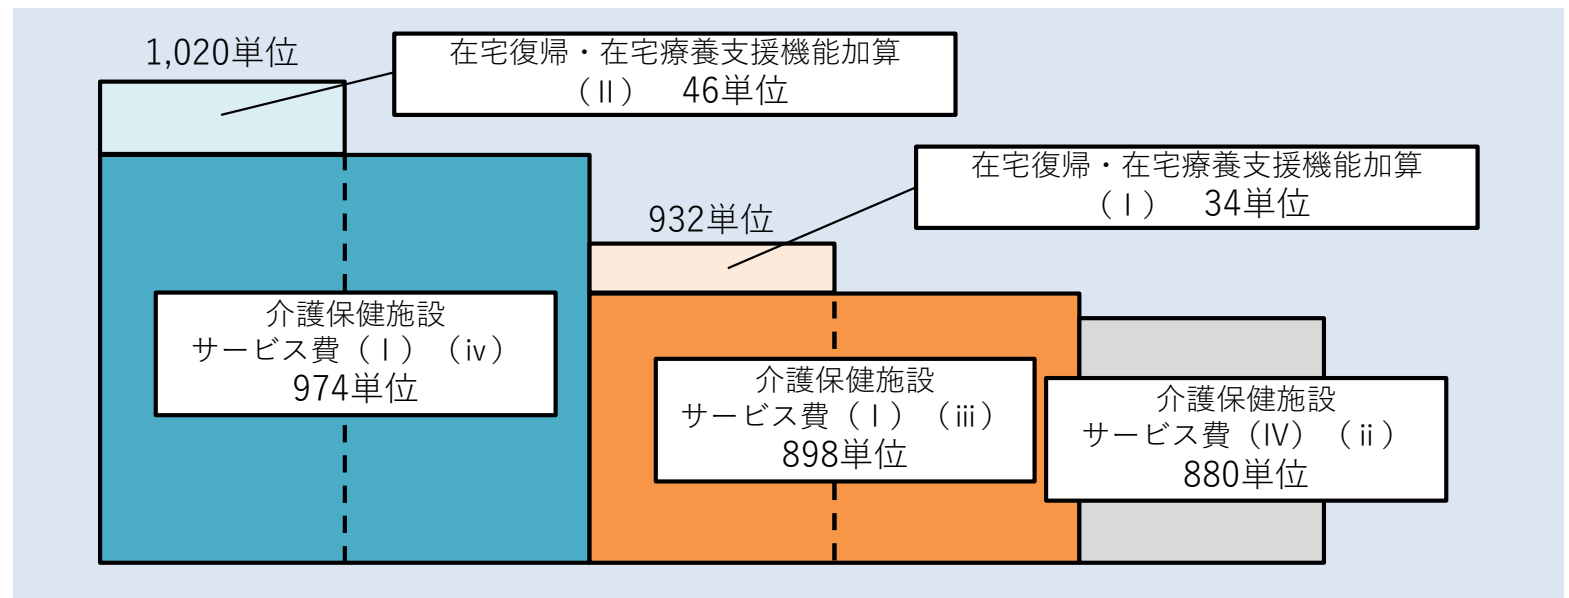 1,020単位
在宅復帰・在宅療養支援機能加算
（Ⅱ）　46単位
在宅復帰・在宅療養支援機能加算
（Ⅰ）　34単位
932単位
介護保健施設
サービス費（Ⅰ）（ⅳ）
974単位
介護保健施設
サービス費（Ⅰ）（ⅲ）
898単位
介護保健施設
サービス費（Ⅳ）（ⅱ）
880単位